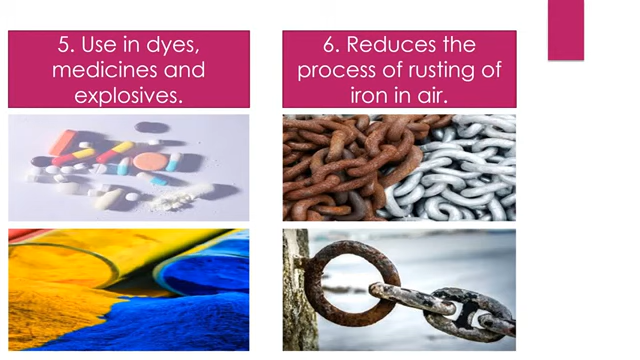 5. Use in dyes,
medicines and
explosives.
6. Reduces the
process of rusting of
iron in air.